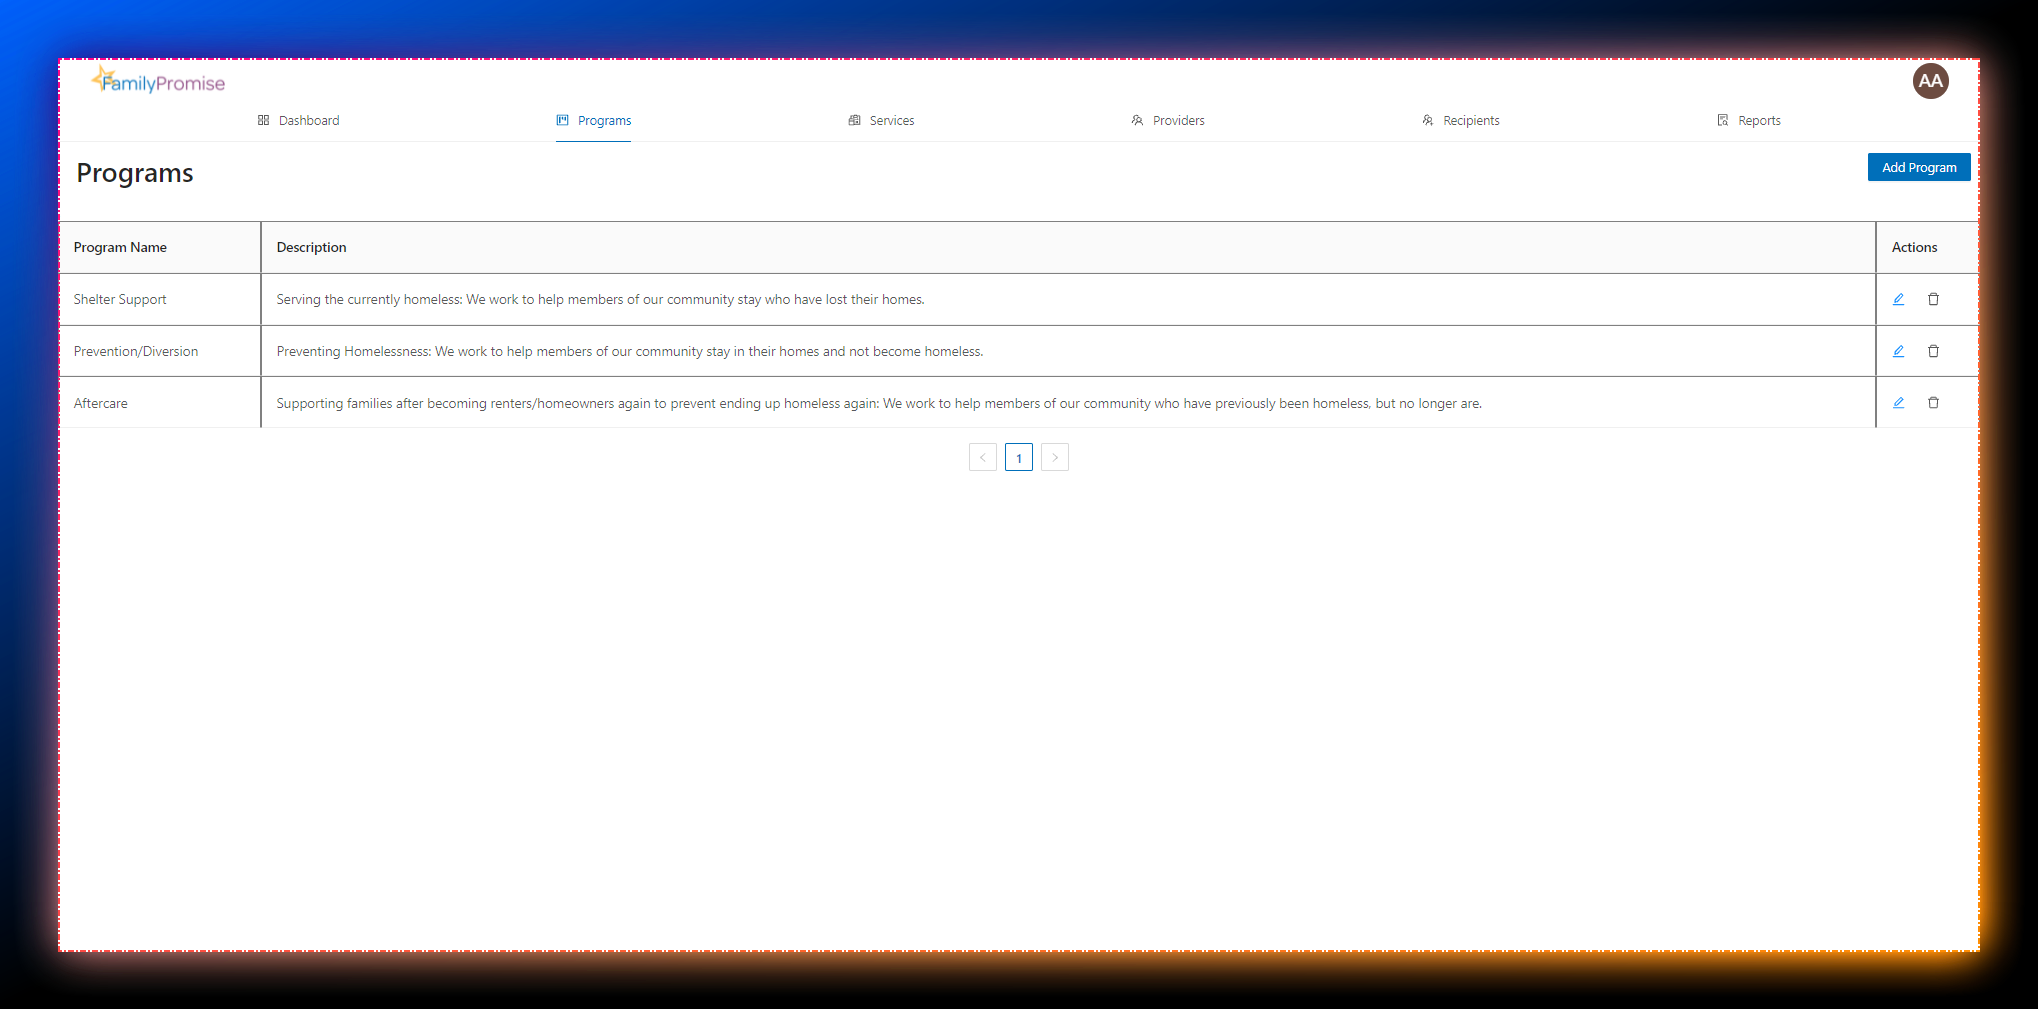 FamilyPromise
AA
Dashboard Programs Services Providers Recipients Reports
Programs
Add Program
Program Name Description Actions
Shelter Support Serving the currently homeless: We work to help members of our community stay who have lost their homes.
Prevention/Diversion Preventing Homelessness: We work to help members of our community stay in their homes and not become homeless.
Aftercare Supporting families after becoming renters/homeowners again to prevent ending up homeless again: We work to help members of our community who have previously been homeless, but no longer are.
< 1 >